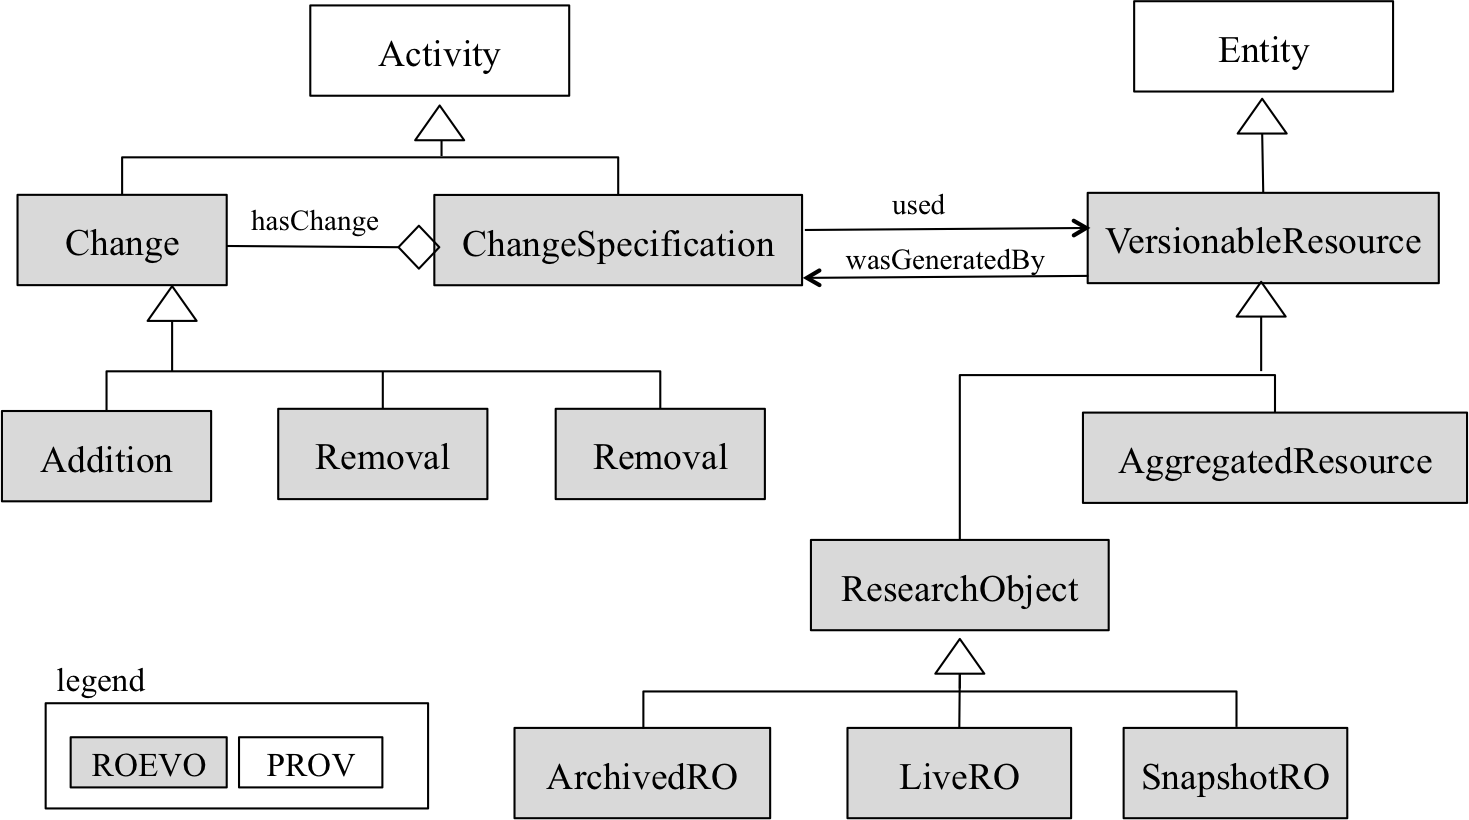 Activity
Entity
Change
hasChange
ChangeSpecification
used
wasGeneratedBy
VersionableResource
Addition
Removal
Removal
AggregatedResource
ResearchObject
legend
ROEVO
PROV
ArchivedRO
LiveRO
SnapshotRO